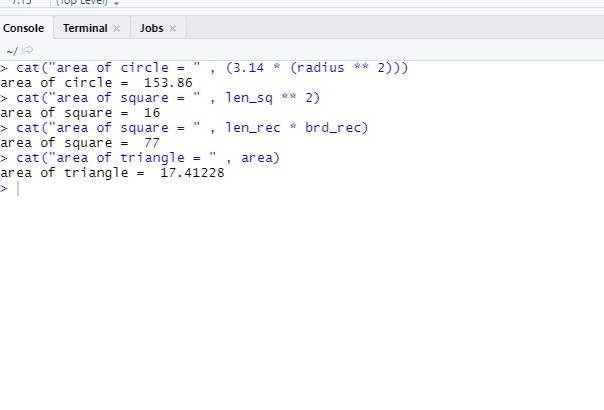 7:15 (Top Level)
Console Terminal × Jobs ×
~/
> cat("area of circle = " , (3.14 * (radius ** 2)))
area of circle =  153.86
> cat("area of square = " , len_sq ** 2)
area of square =  16
> cat("area of square = " , len_rec * brd_rec)
area of square =  77
> cat("area of triangle = " , area)
area of triangle =  17.41228
>